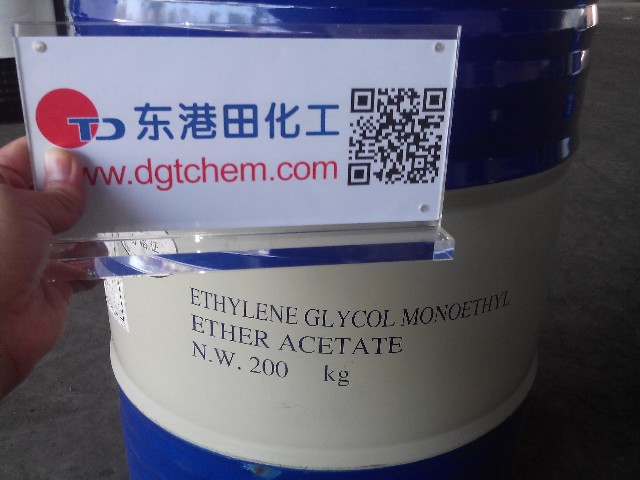 TD 东港田化工
www.dgtchem.com
ETHYLENE GLYCOL MONOETHYL
ETHER ACETATE
N.W. 200 kg